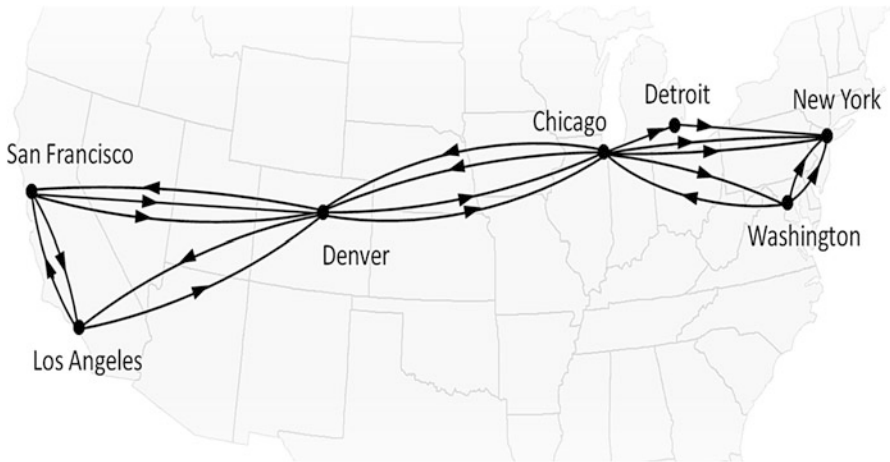 Detroit
New York
Chicago
San Francisco
Washington
Denver
Los Angeles